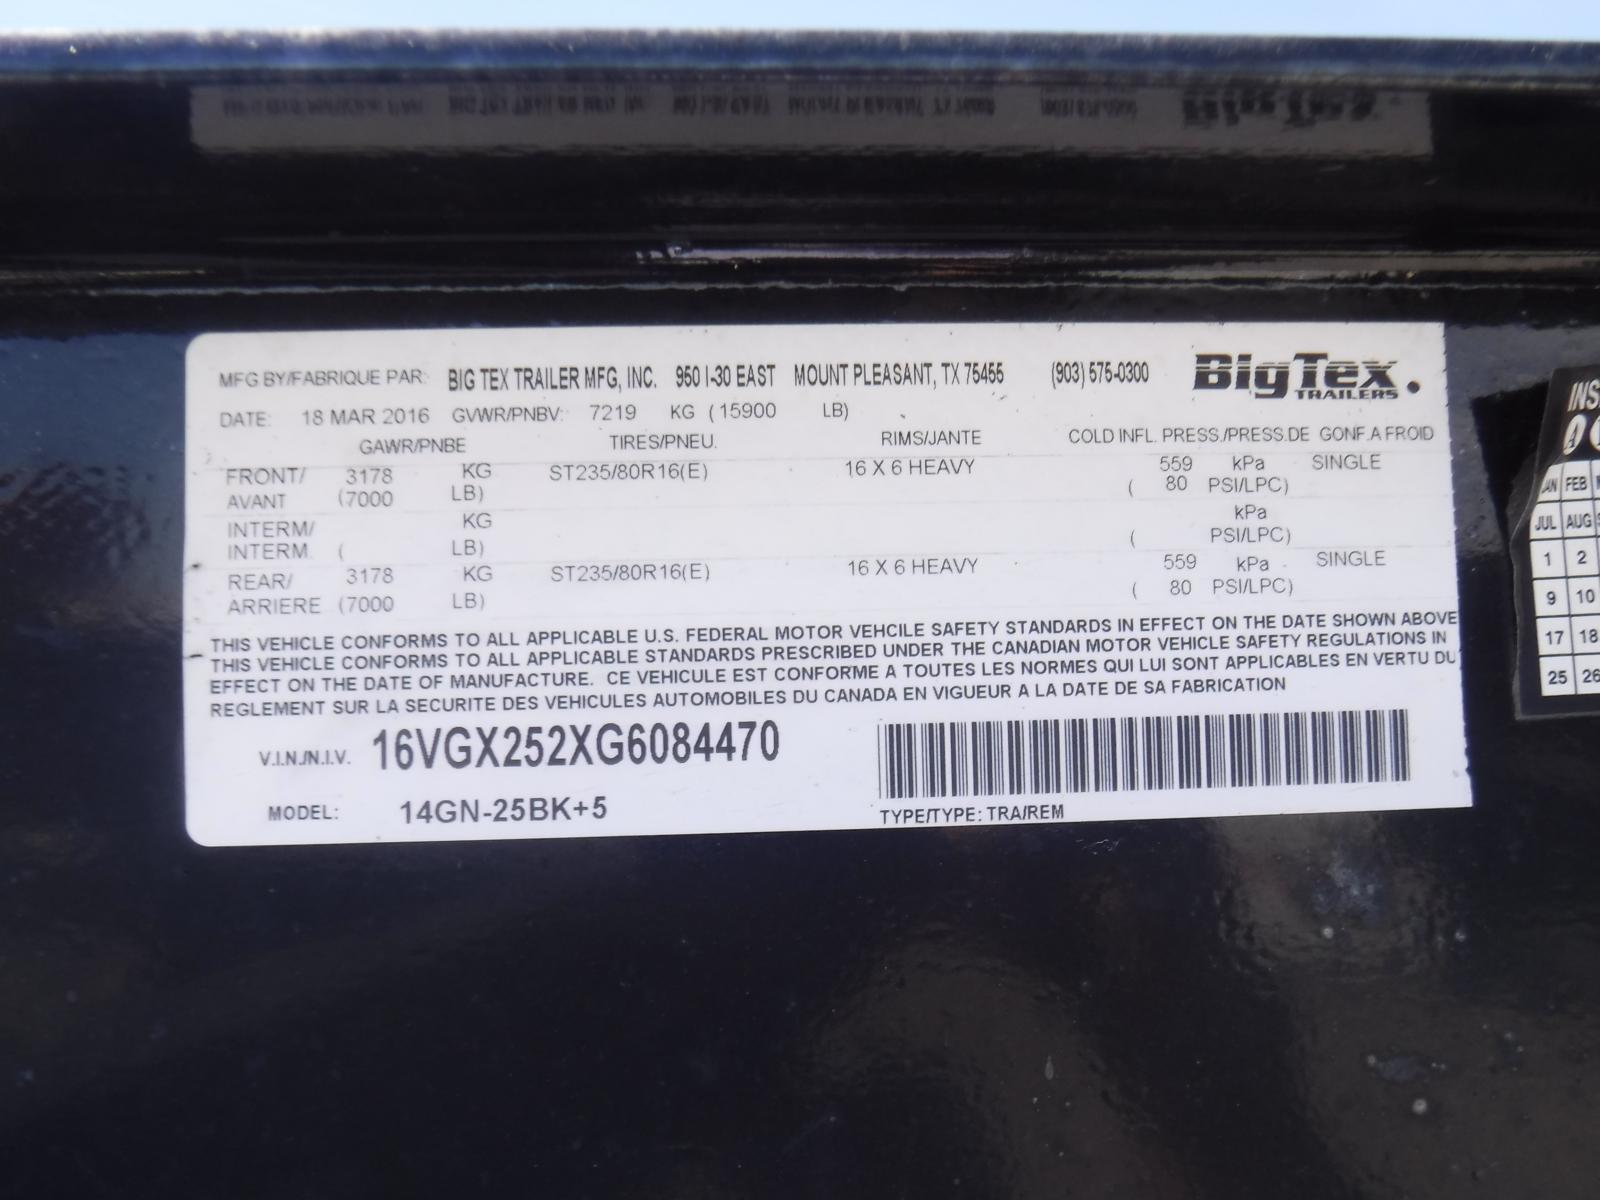 MFG BY/FABRIQUE PAR: BIG TEX TRAILER MFG, INC. 950 I-30 EAST MOUNT PLEASANT, TX 75455 (903) 575-0300 BigTex TRAILERS
DATE: 18 MAR 2016 GVWR/PNBV: 7219 KG (15900 LB)
GAWR/PNBE TIRES/PNEU. RIMS/JANTE COLD INFL. PRESS./PRESS.DE GONF.A FROID
FRONT/ 3178 KG ST235/80R16(E) 16 X 6 HEAVY 559 kPa SINGLE
AVANT (7000 LB) ( 80 PSI/LPC)
INTERM/ KG kPa
INTERM. ( LB) ( PSI/LPC)
REAR/ 3178 KG ST235/80R16(E) 16 X 6 HEAVY 559 kPa SINGLE
ARRIERE (7000 LB) ( 80 PSI/LPC)
THIS VEHICLE CONFORMS TO ALL APPLICABLE U.S. FEDERAL MOTOR VEHCILE SAFETY STANDARDS IN EFFECT ON THE DATE SHOWN ABOVE
THIS VEHICLE CONFORMS TO ALL APPLICABLE STANDARDS PRESCRIBED UNDER THE CANADIAN MOTOR VEHICLE SAFETY REGULATIONS IN
EFFECT ON THE DATE OF MANUFACTURE. CE VEHICULE EST CONFORME A TOUTES LES NORMES QUI LUI SONT APPLICABLES EN VERTU DU
REGLEMENT SUR LA SECURITE DES VEHICULES AUTOMOBILES DU CANADA EN VIGUEUR A LA DATE DE SA FABRICATION
V.I.N./N.I.V. 16VGX252XG6084470
MODEL: 14GN-25BK+5 TYPE/TYPE: TRA/REM
INS
FEB
JUL AUG
1 2
9 10
17 18
25 26